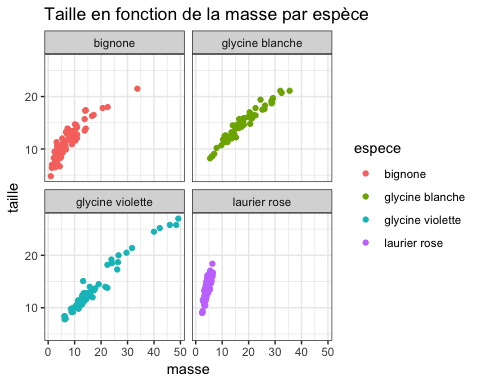 Taille en fonction de la masse par espèce
bignone
glycine blanche
20
10
glycine violette
laurier rose
20
10
0 10 20 30 40 50
0 10 20 30 40 50
masse
taille
espece
bignone
glycine blanche
glycine violette
laurier rose